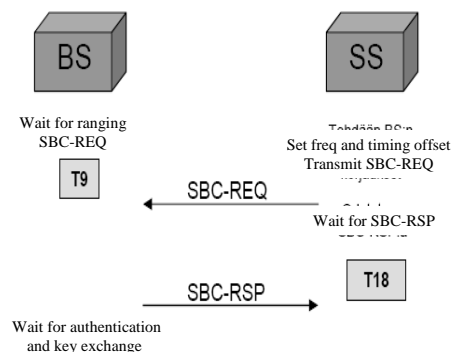 BS
SS
Wait for ranging
SBC-REQ
T9
Set freq and timing offset
Transmit SBC-REQ
SBC-REQ
Wait for SBC-RSP
T18
SBC-RSP
Wait for authentication
and key exchange